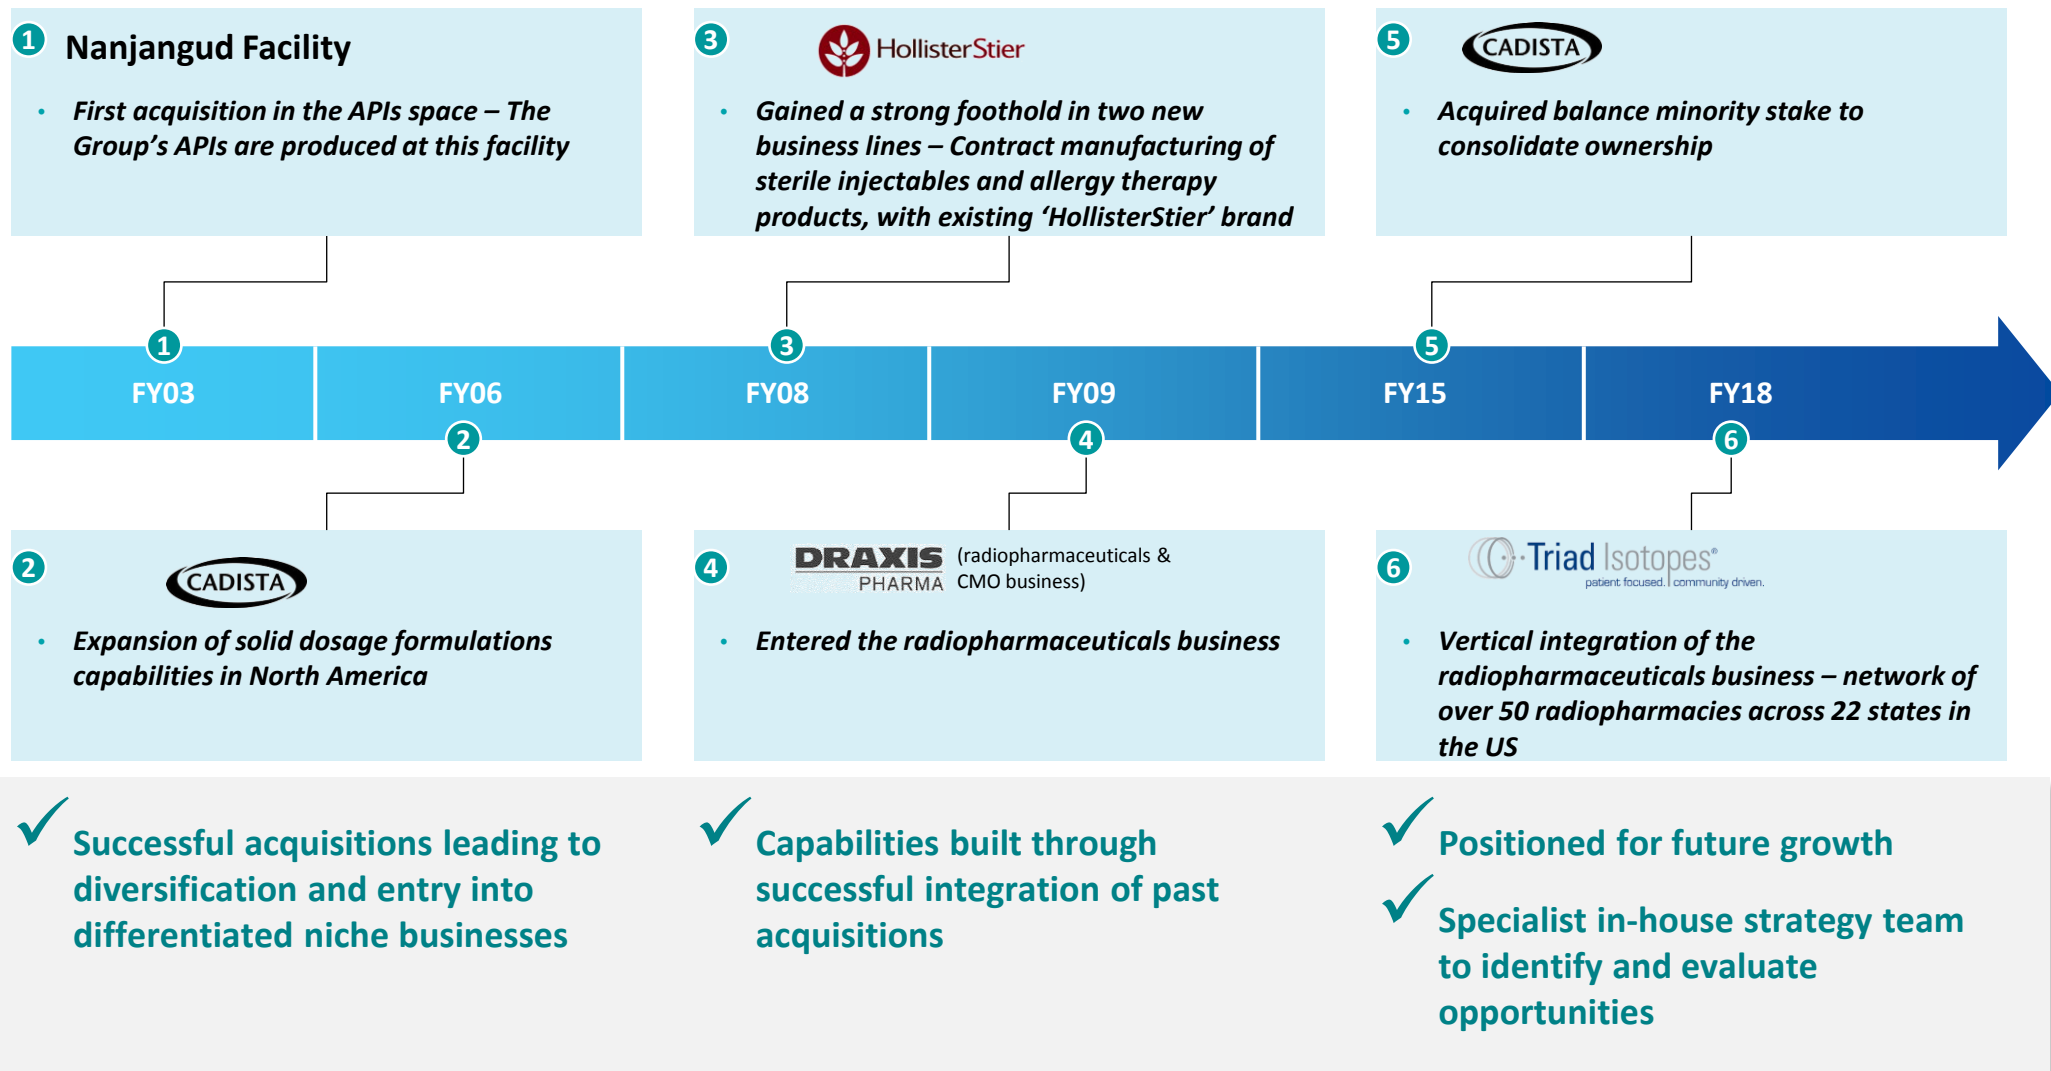 1
Nanjangud Facility
• First acquisition in the APIs space – The
Group's APIs are produced at this facility
3
HollisterStier
• Gained a strong foothold in two new
business lines – Contract manufacturing of
sterile injectables and allergy therapy
products, with existing 'HollisterStier' brand
5
CADISTA
• Acquired balance minority stake to
consolidate ownership
1
3
5
FY03
FY06
FY08
FY09
FY15
FY18
2
4
6
2
CADISTA
• Expansion of solid dosage formulations
capabilities in North America
4
DRAXIS
PHARMA
(radiopharmaceuticals &
CMO business)
• Entered the radiopharmaceuticals business
6
Triad Isotopes®
patient focused. community driven.
• Vertical integration of the
radiopharmaceuticals business – network of
over 50 radiopharmacies across 22 states in
the US
✓ Successful acquisitions leading to
diversification and entry into
differentiated niche businesses
✓ Capabilities built through
successful integration of past
acquisitions
✓ Positioned for future growth
✓ Specialist in-house strategy team
to identify and evaluate
opportunities